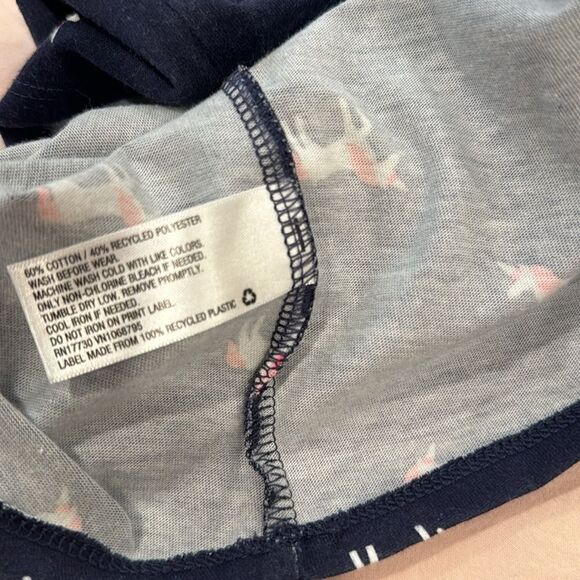 60% COTTON / 40% RECYCLED POLYESTER
WASH BEFORE WEAR.
MACHINE WASH COLD WITH LIKE COLORS.
ONLY NON-CHLORINE BLEACH IF NEEDED.
TUMBLE DRY LOW. REMOVE PROMPTLY.
COOL IRON IF NEEDED.
DO NOT IRON ON PRINT LABEL.
RN17730 VN1068795
LABEL MADE FROM 100% RECYCLED PLASTIC